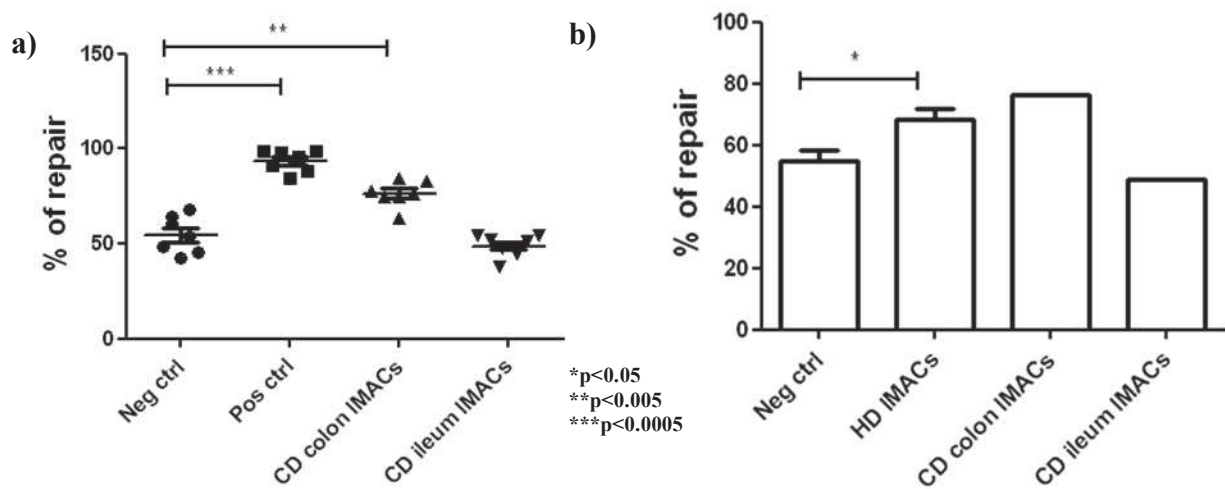 a)
**
***
% of repair
150
100
50
0
Neg ctrl
Pos ctrl
CD colon IMACs
CD ileum IMACs
*p<0.05
**p<0.005
***p<0.0005
b)
*
% of repair
100
80
60
40
20
0
Neg ctrl
HD IMACs
CD colon IMACs
CD ileum IMACs